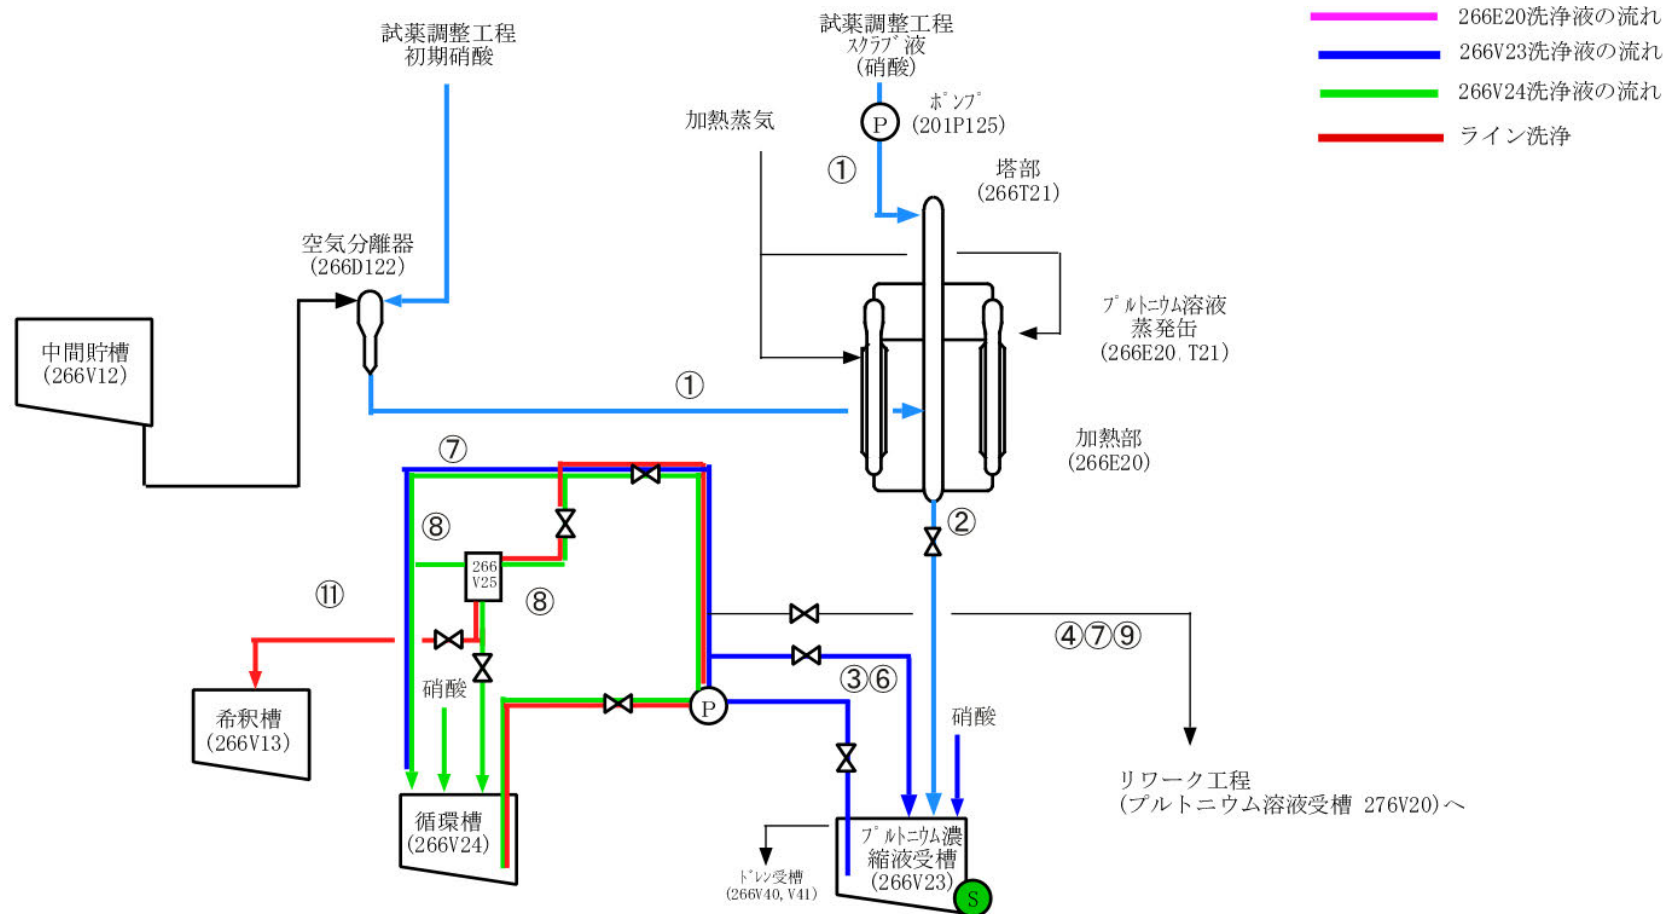 266E20洗浄液の流れ
266V23洗浄液の流れ
266V24洗浄液の流れ
ライン洗浄
試薬調整工程
初期硝酸
試薬調整工程
スクラブ液
(硝酸)
ポンプ
(201P125)
P
加熱蒸気
①
塔部
(266T21)
空気分離器
(266D122)
中間貯槽
(266V12)
プルトニウム溶液
蒸発缶
(266E20.T21)
①
加熱部
(266E20)
⑦
②
⑧
266
V25
⑧
⑪
④⑦⑨
③⑥
硝酸
P
硝酸
希釈槽
(266V13)
リワーク工程
(プルトニウム溶液受槽 276V20)へ
循環槽
(266V24)
プルトニウム濃
縮液受槽
(266V23)
ドレン受槽
(266V40,V41)
S